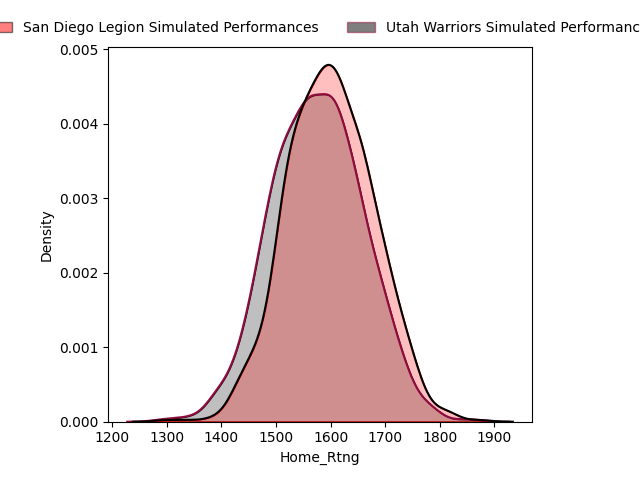 San Diego Legion Simulated Performances
Utah Warriors Simulated
0.005
0.004
0.003
0.002
0.001
0.000
Density
1200 1300 1400 1500 1600 1700 1800 1900
Home_Rtng